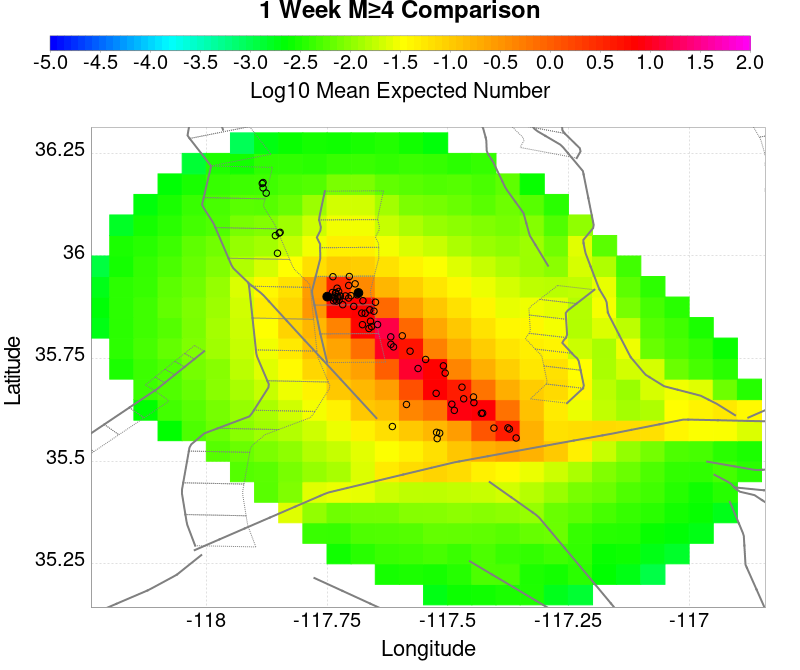 1 Week M≥4 Comparison
-5.0 -4.5 -4.0 -3.5 -3.0 -2.5 -2.0 -1.5 -1.0 -0.5 0.0 0.5 1.0 1.5 2.0
Log10 Mean Expected Number
36.25
36
35.75
35.5
35.25
Latitude
-118 -117.75 -117.5 -117.25 -117
Longitude